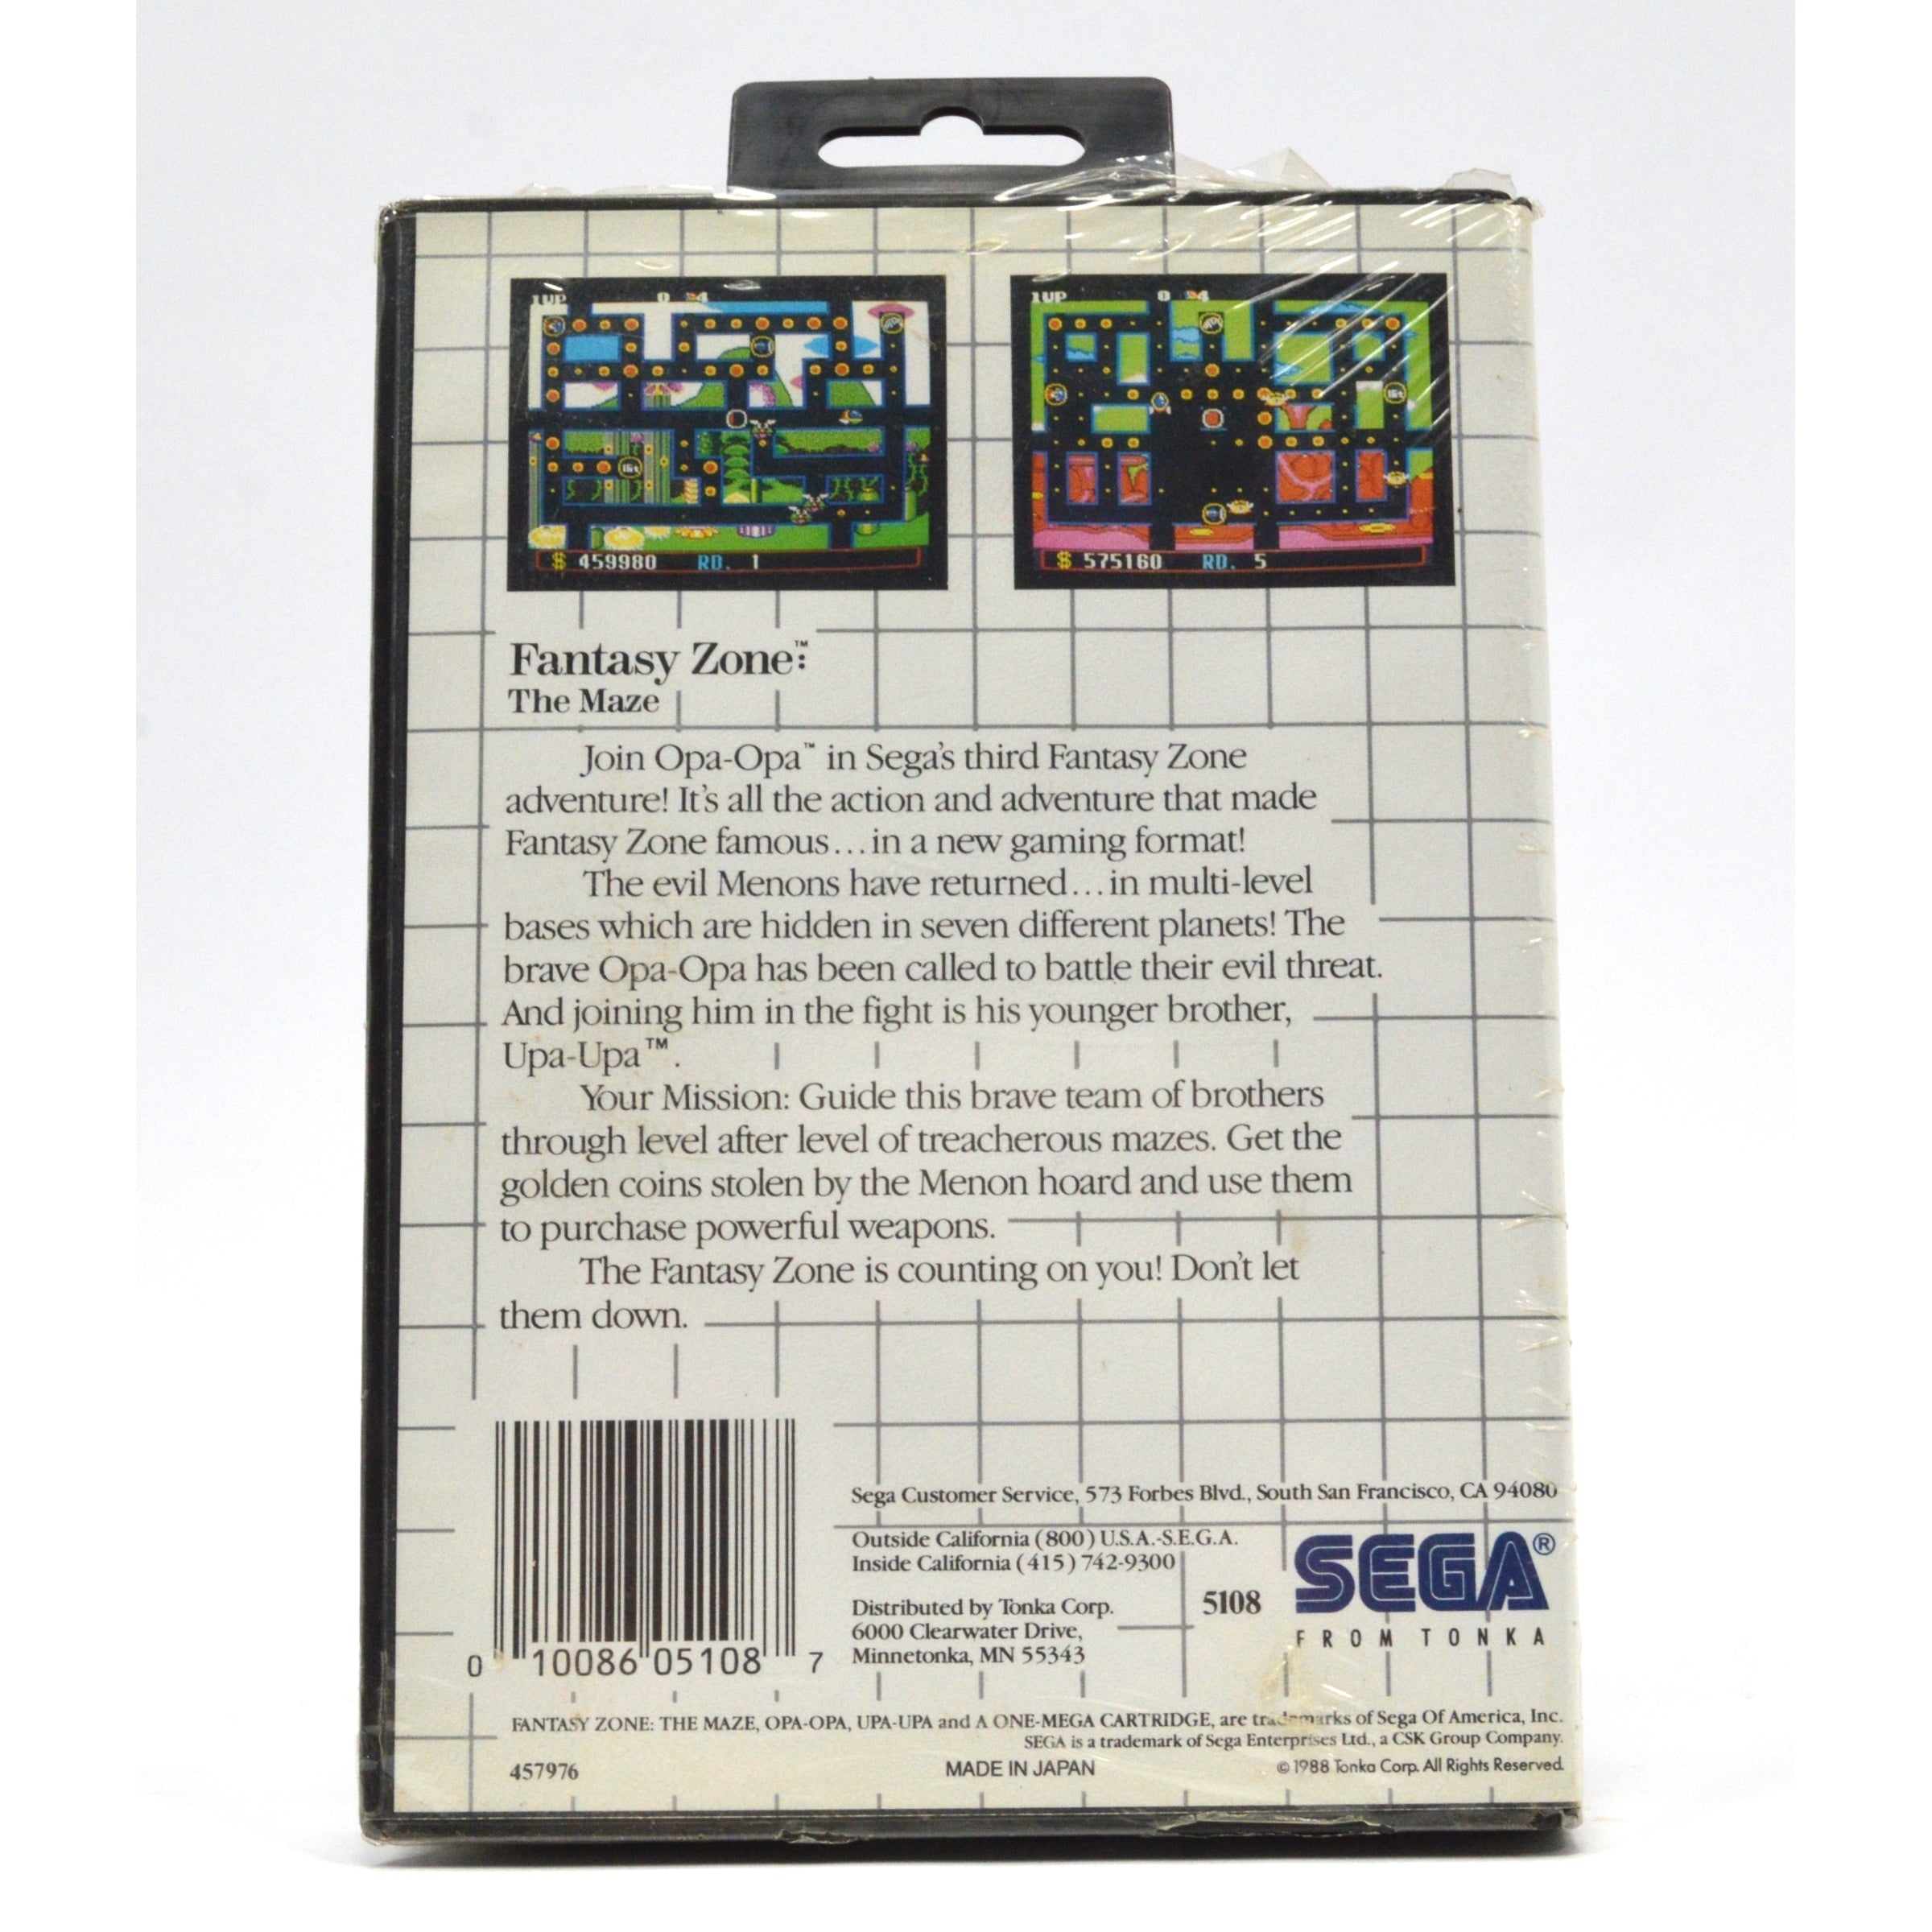 1UP 0 4
$ 459980 RD. 1
1UP 0 4
$ 575160 RD. 5
Fantasy Zone™:
The Maze
Join Opa-Opa™ in Sega's third Fantasy Zone
adventure! It's all the action and adventure that made
Fantasy Zone famous...in a new gaming format!
The evil Menons have returned...in multi-level
bases which are hidden in seven different planets! The
brave Opa-Opa has been called to battle their evil threat.
And joining him in the fight is his younger brother,
Upa-Upa™.
Your Mission: Guide this brave team of brothers
through level after level of treacherous mazes. Get the
golden coins stolen by the Menon hoard and use them
to purchase powerful weapons.
The Fantasy Zone is counting on you! Don't let
them down.
0 10086 05108 7
Sega Customer Service, 573 Forbes Blvd., South San Francisco, CA 94080
Outside California (800) U.S.A.-S.E.G.A.
Inside California (415) 742-9300
Distributed by Tonka Corp.
6000 Clearwater Drive,
Minnetonka, MN 55343
5108
SEGA®
FROM TONKA
FANTASY ZONE: THE MAZE, OPA-OPA, UPA-UPA and A ONE-MEGA CARTRIDGE, are trademarks of Sega Of America, Inc.
SEGA is a trademark of Sega Enterprises Ltd., a CSK Group Company.
457976
MADE IN JAPAN
©1988 Tonka Corp. All Rights Reserved.